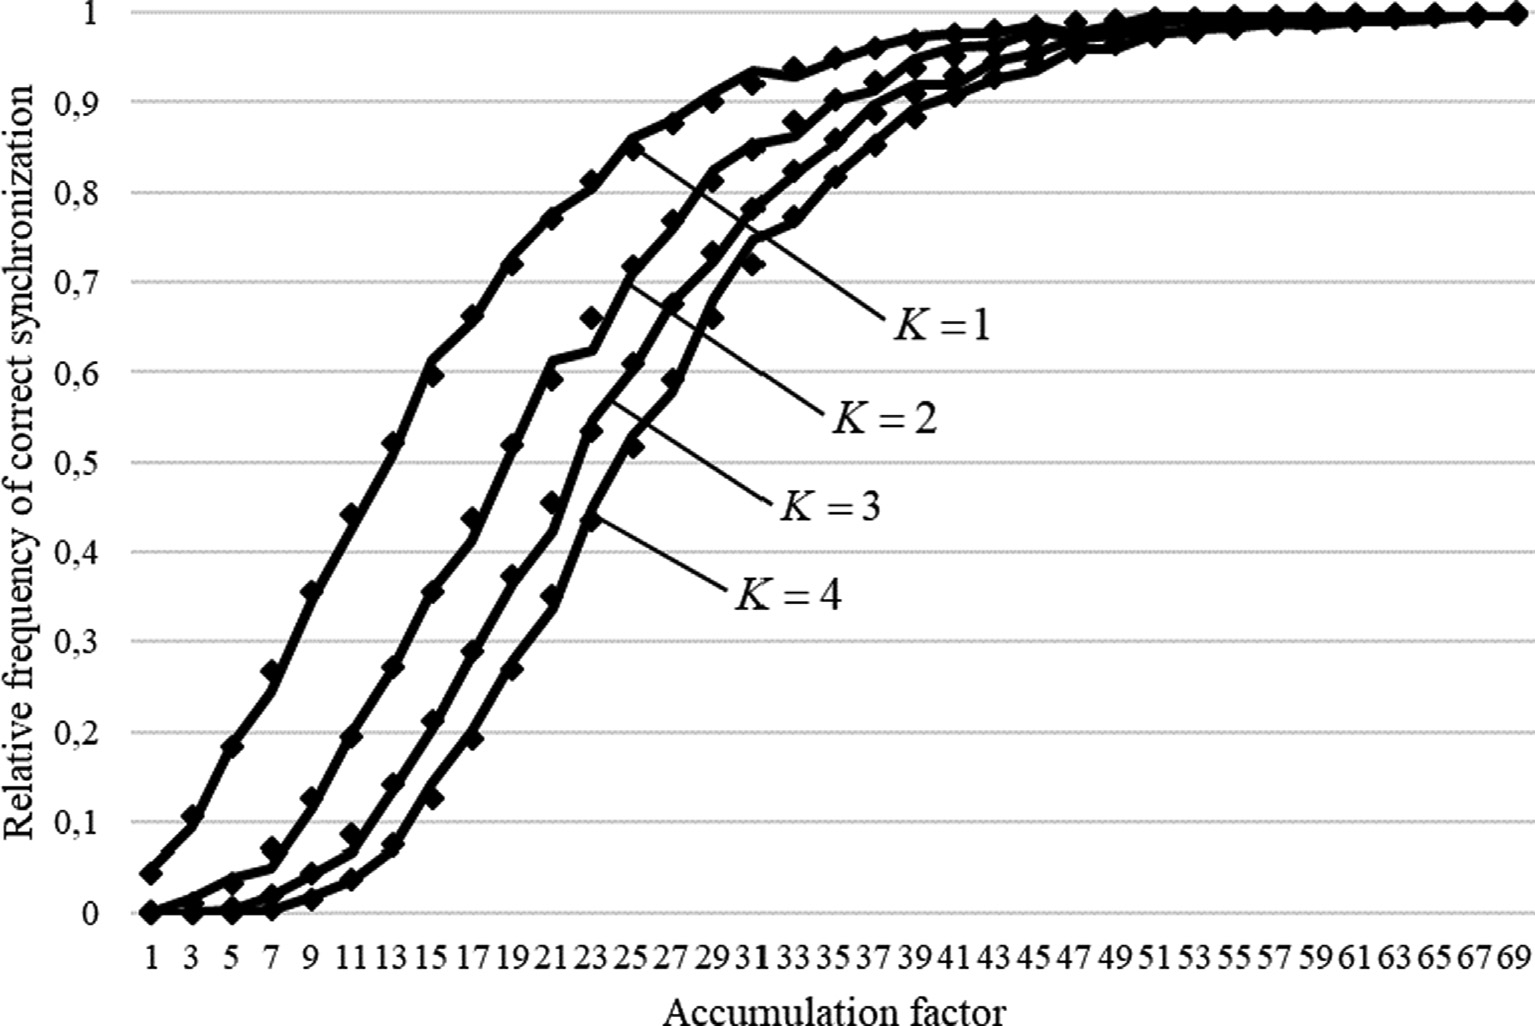 Relative frequency of correct synchronization
1
0,9
0,8
0,7
0,6
0,5
0,4
0,3
0,2
0,1
0
K = 1
K = 2
K = 3
K = 4
1 3 5 7 9 11 13 15 17 19 21 23 25 27 29 31 33 35 37 39 41 43 45 47 49 51 53 55 57 59 61 63 65 67 69
Accumulation factor